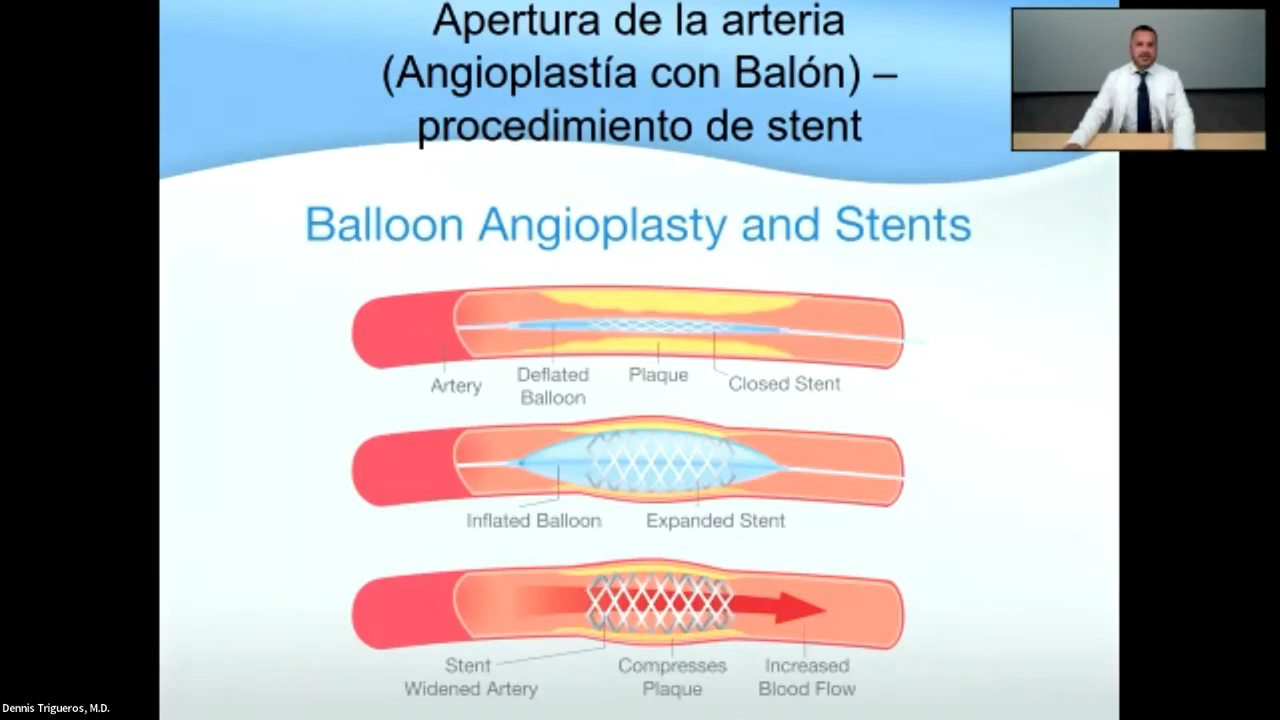 Apertura de la arteria
(Angioplastía con Balón) –
procedimiento de stent
Balloon Angioplasty and Stents
Artery
Deflated
Balloon
Plaque
Closed Stent
Inflated Balloon
Expanded Stent
Stent
Widened Artery
Compresses
Plaque
Increased
Blood Flow
Dennis Trigueros, M.D.